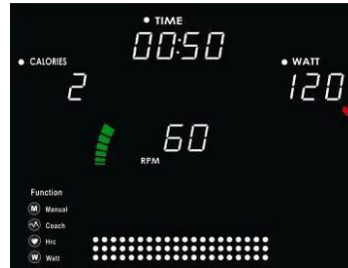 TIME
00:50
CALORIES
2
WATT
120
60
RPM
Function
M Manual
Coach
Hrc
W Watt